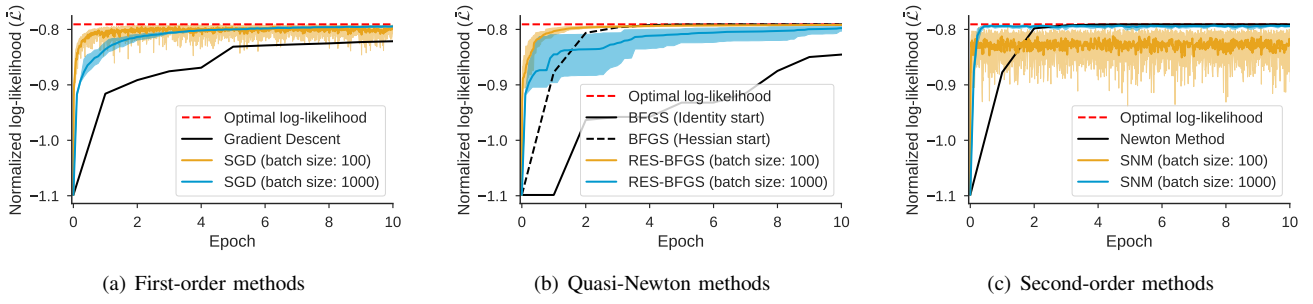 Normalized log-likelihood (ℒ̄)
−0.8
−0.9
−1.0
−1.1
0 2 4 6 8 10
Epoch
Optimal log-likelihood
Gradient Descent
SGD (batch size: 100)
SGD (batch size: 1000)
(a) First-order methods
Normalized log-likelihood (ℒ̄)
−0.8
−0.9
−1.0
−1.1
0 2 4 6 8 10
Epoch
Optimal log-likelihood
BFGS (Identity start)
BFGS (Hessian start)
RES-BFGS (batch size: 100)
RES-BFGS (batch size: 1000)
(b) Quasi-Newton methods
Normalized log-likelihood (ℒ̄)
−0.8
−0.9
−1.0
−1.1
0 2 4 6 8 10
Epoch
Optimal log-likelihood
Newton Method
SNM (batch size: 100)
SNM (batch size: 1000)
(c) Second-order methods